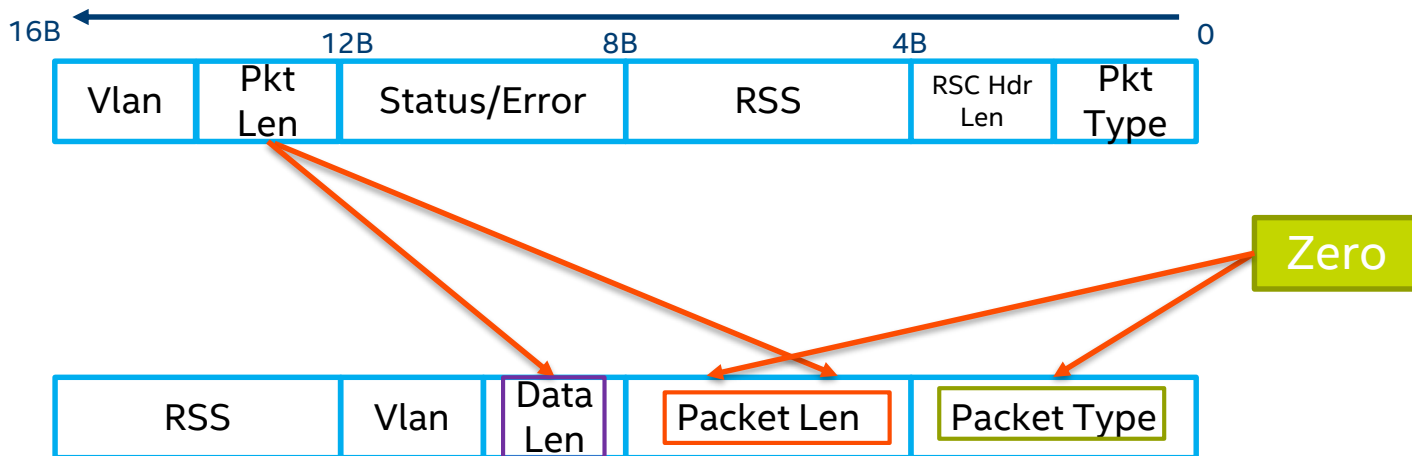 16B
12B
8B
4B
0
Vlan
Pkt
Len
Status/Error
RSS
RSC Hdr
Len
Pkt
Type
Zero
RSS
Vlan
Data
Len
Packet Len
Packet Type